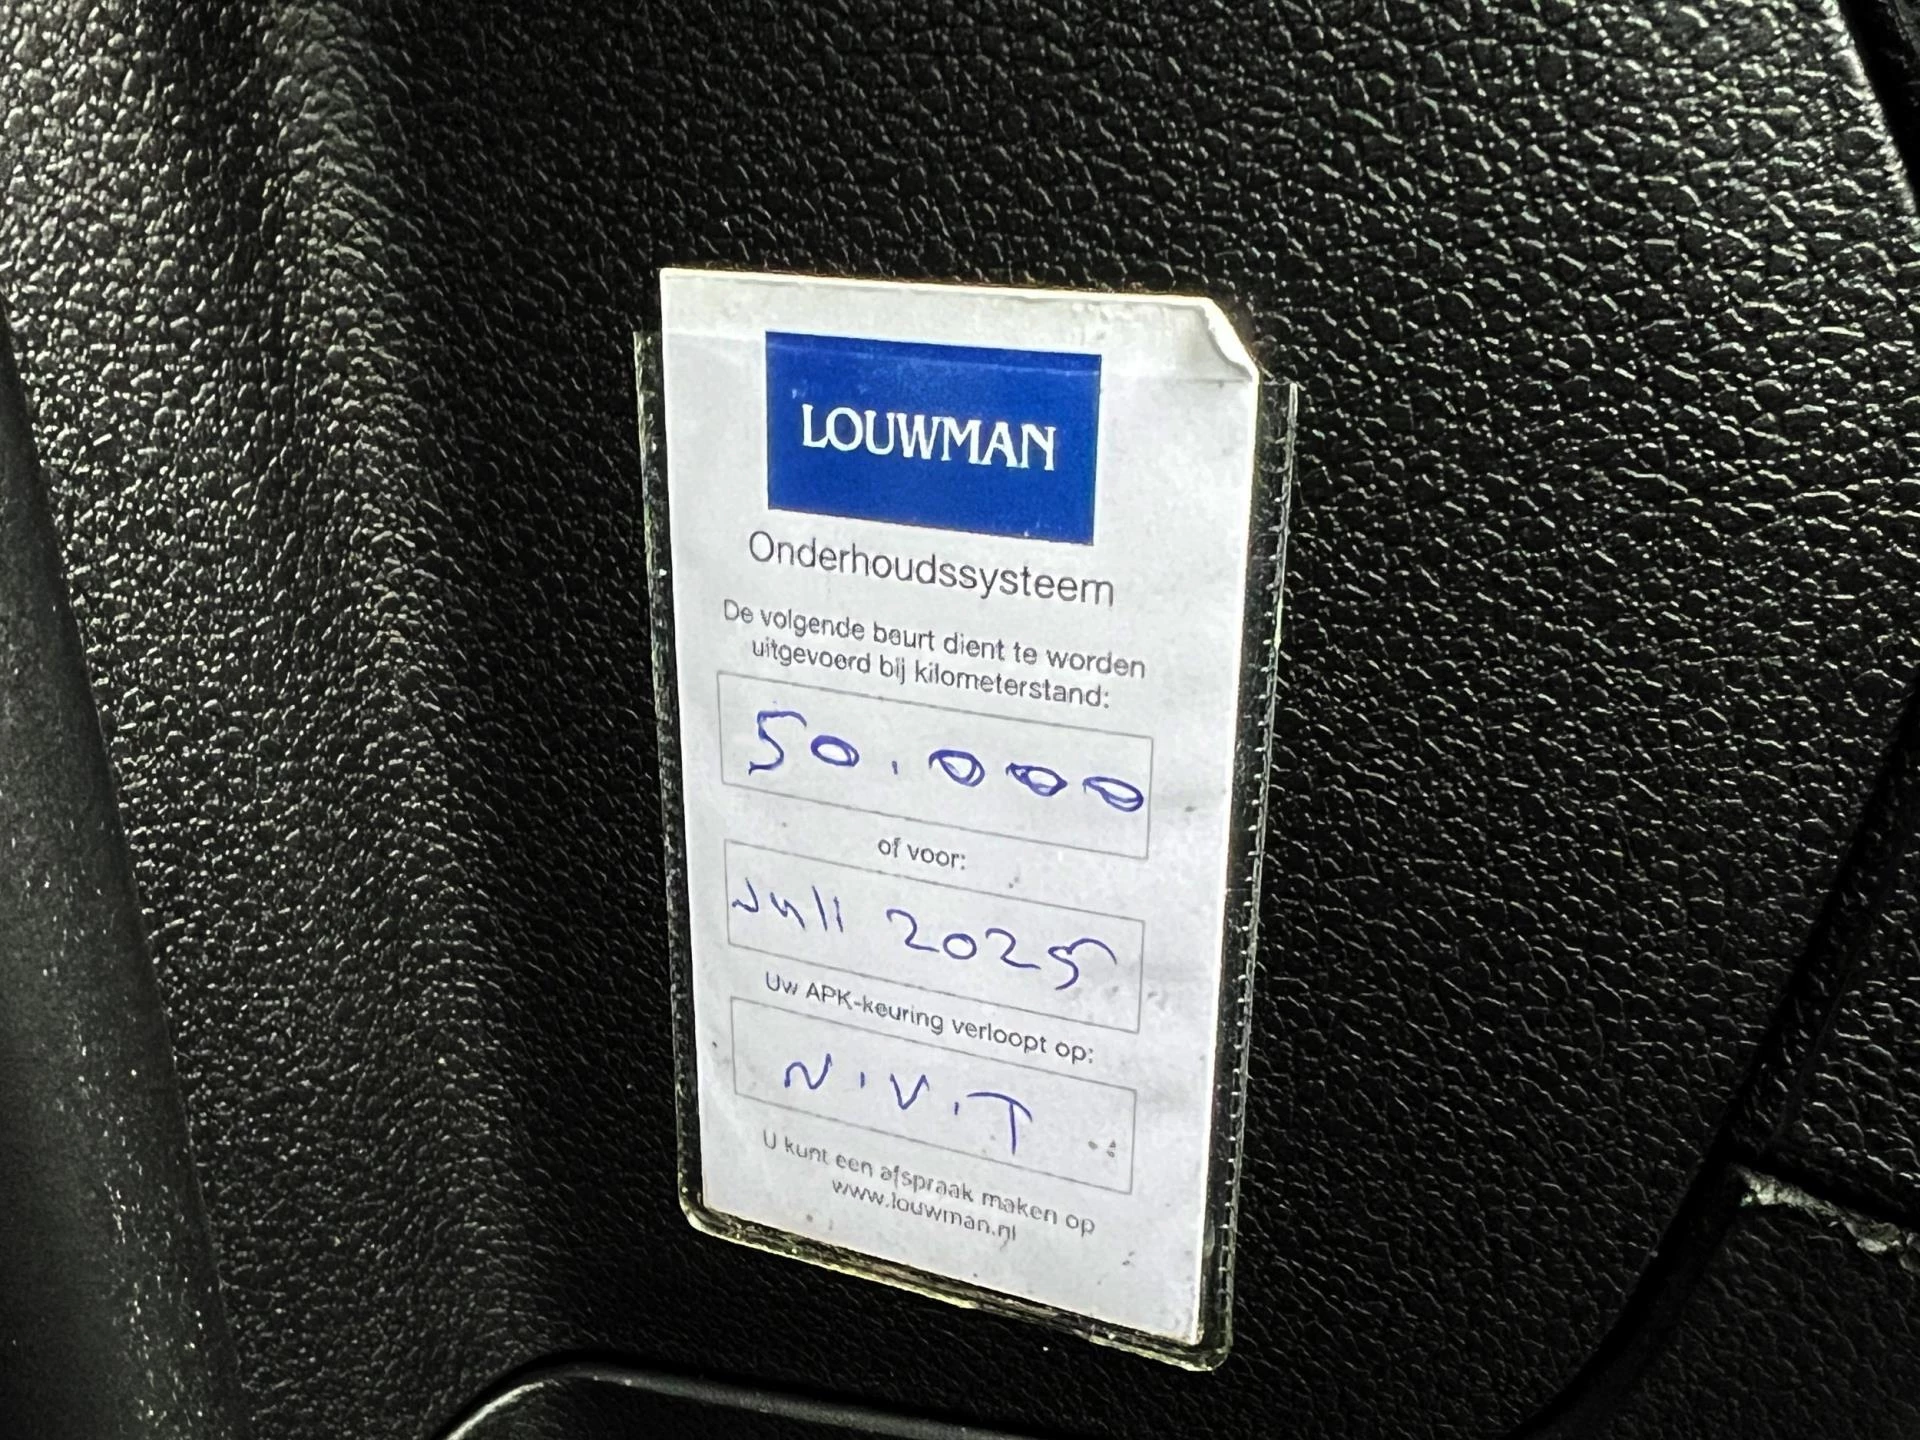 LOUWMAN
Onderhoudssysteem
De volgende beurt dient te worden
uitgevoerd bij kilometerstand:
50.000
of voor:
Juli 2025
Uw APK-keuring verloopt op:
N.V.T
U kunt een afspraak maken op
www.louwman.nl